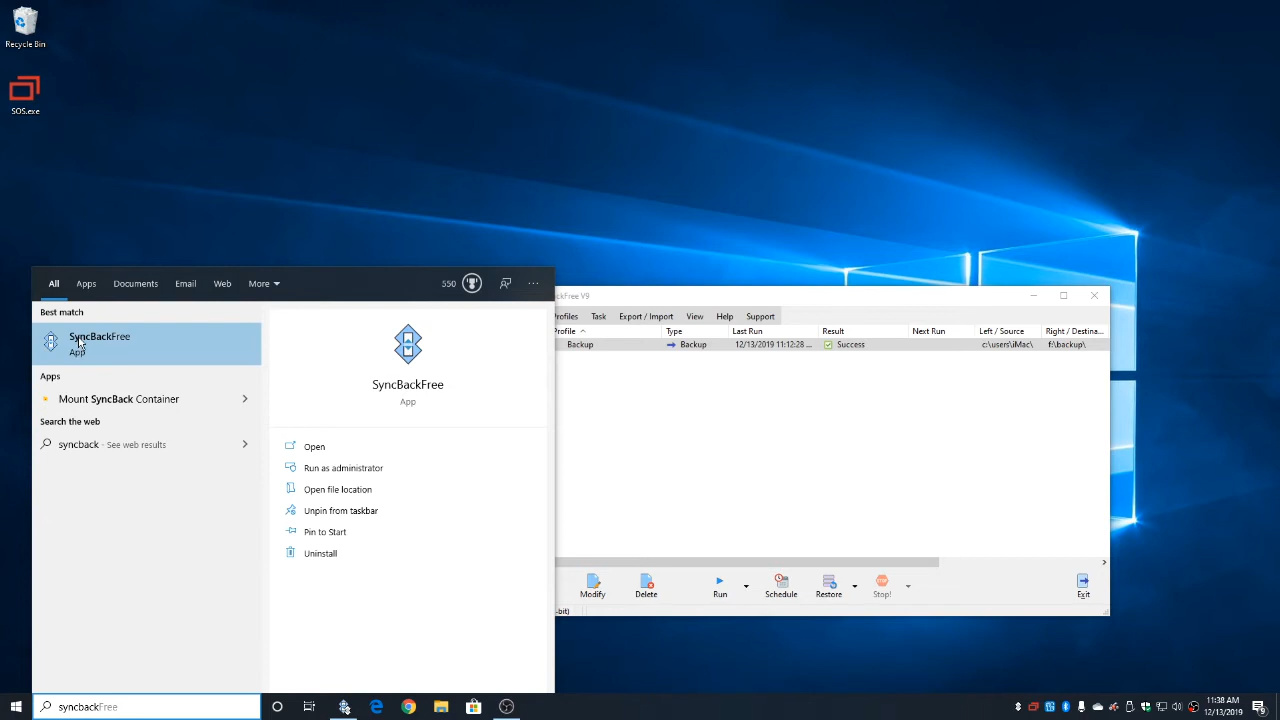 Recycle Bin
SOS.exe
All Apps Documents Email Web More 550
Best match
SyncBackFree
App
Apps
Mount SyncBack Container
Search the web
syncback - See web results
SyncBackFree
App
Open
Run as administrator
Open file location
Unpin from taskbar
Pin to Start
Uninstall
ckFree V9
rofiles Task Export / Import View Help Support
rofile Type Last Run Result Next Run Left / Source Right / Destina...
Backup Backup 12/13/2019 11:12:28 ... Success c:\users\iMac\ f:\backup\
Modify Delete Run Schedule Restore Stop! Exit
-bit)
syncbackFree
11:38 AM
12/13/2019